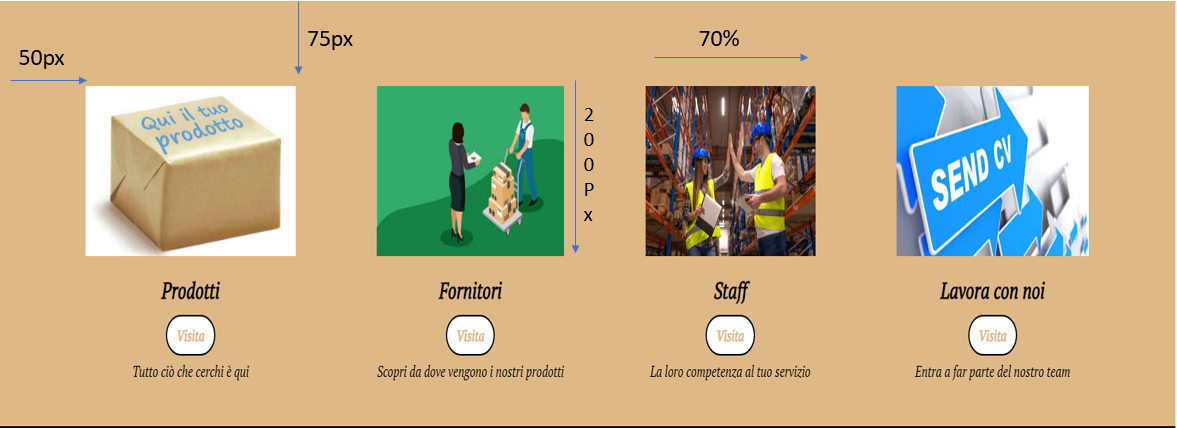 50px
75px
70%
Qui il tuo
prodotto
2
0
0
P
x
SEND CV
Prodotti
Fornitori
Staff
Lavora con noi
Visita
Visita
Visita
Visita
Tutto ciò che cerchi è qui
Scopri da dove vengono i nostri prodotti
La loro competenza al tuo servizio
Entra a far parte del nostro team